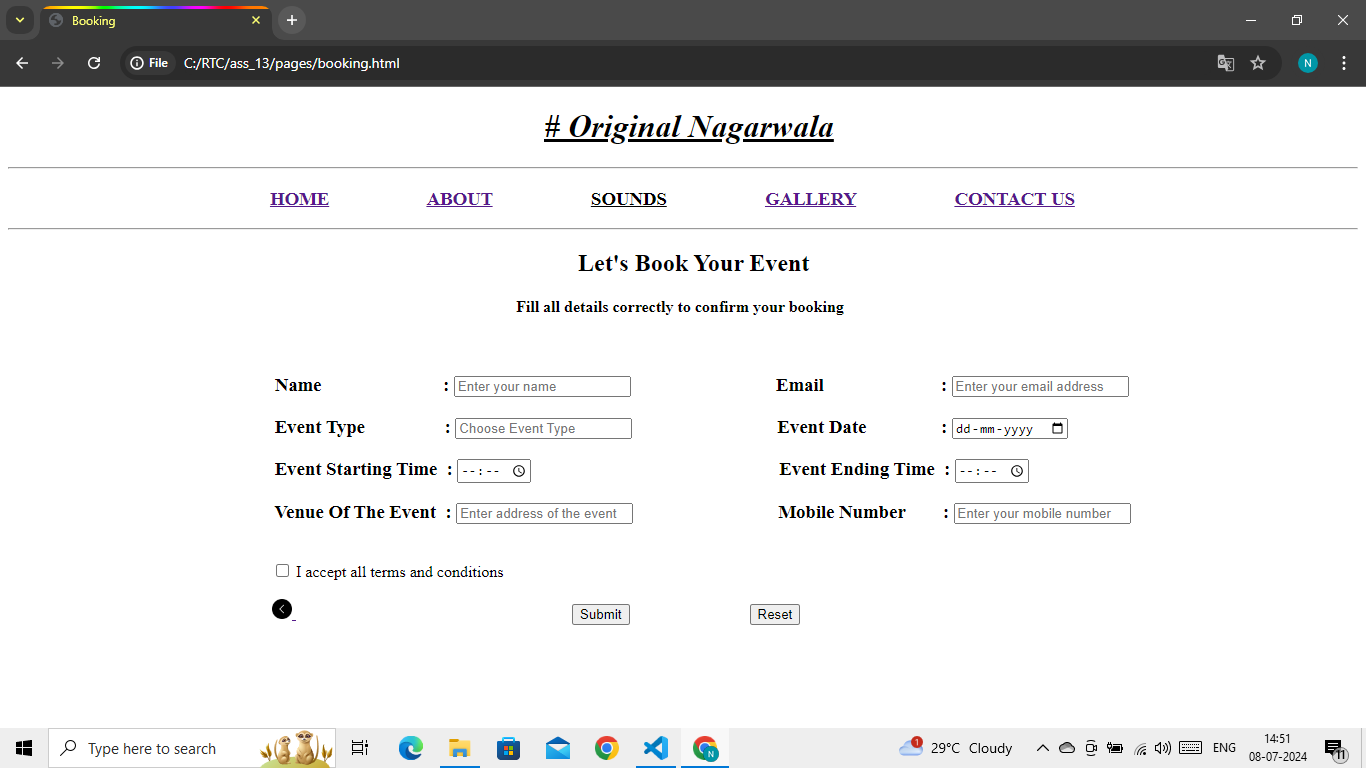 Booking
File C:/RTC/ass_13/pages/booking.html N
# Original Nagarwala
HOME ABOUT SOUNDS GALLERY CONTACT US
Let's Book Your Event
Fill all details correctly to confirm your booking
Name : Enter your name Email : Enter your email address
Event Type : Choose Event Type Event Date : dd-mm-yyyy
Event Starting Time : --:-- Event Ending Time : --:--
Venue Of The Event : Enter address of the event Mobile Number : Enter your mobile number
I accept all terms and conditions
Submit Reset
Type here to search N 1 29°C Cloudy ENG 14:51
08-07-2024 11